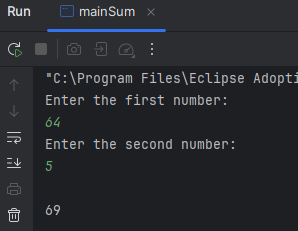 Run
mainSum
"C:\Program Files\Eclipse Adopti
Enter the first number:
64
Enter the second number:
5
69